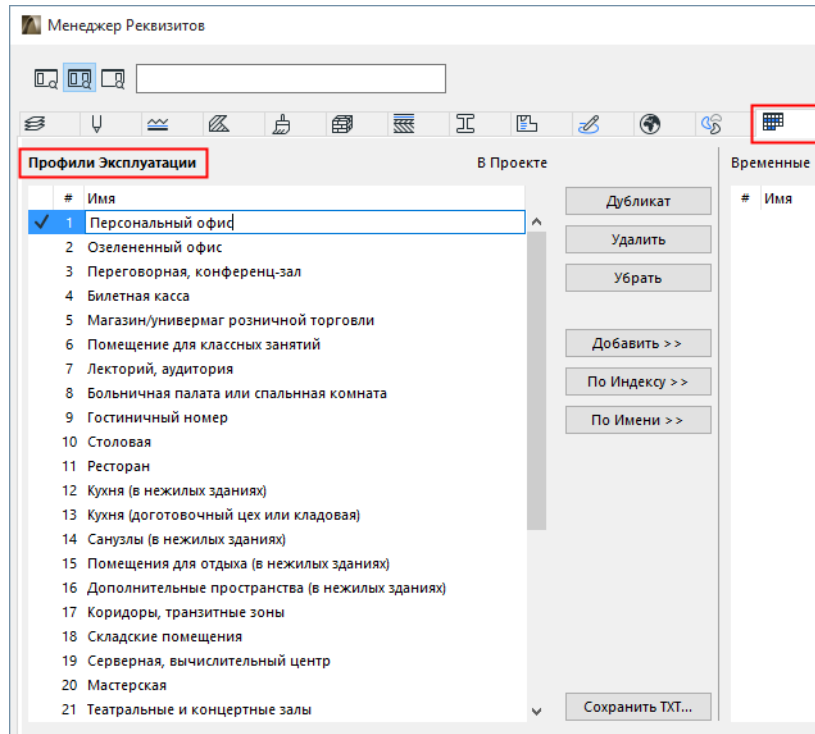 Менеджер Реквизитов
Профили Эксплуатации
В Проекте
# Имя
1 Персональный офис
2 Озелененный офис
3 Переговорная, конференц-зал
4 Билетная касса
5 Магазин/универмаг розничной торговли
6 Помещение для классных занятий
7 Лекторий, аудитория
8 Больничная палата или спальнная комната
9 Гостиничный номер
10 Столовая
11 Ресторан
12 Кухня (в нежилых зданиях)
13 Кухня (доготовочный цех или кладовая)
14 Санузлы (в нежилых зданиях)
15 Помещения для отдыха (в нежилых зданиях)
16 Дополнительные пространства (в нежилых зданиях)
17 Коридоры, транзитные зоны
18 Складские помещения
19 Серверная, вычислительный центр
20 Мастерская
21 Театральные и концертные залы
Дубликат
Удалить
Убрать
Добавить >>
По Индексу >>
По Имени >>
Сохранить TXT...
Временные
# Имя